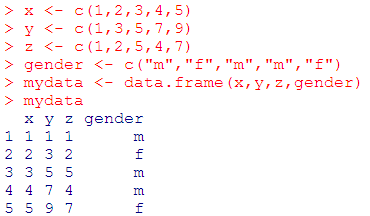 > x <- c(1,2,3,4,5)
> y <- c(1,3,5,7,9)
> z <- c(1,2,5,4,7)
> gender <- c("m","f","m","m","f")
> mydata <- data.frame(x,y,z,gender)
> mydata
  x y z gender
1 1 1 1      m
2 2 3 2      f
3 3 5 5      m
4 4 7 4      m
5 5 9 7      f